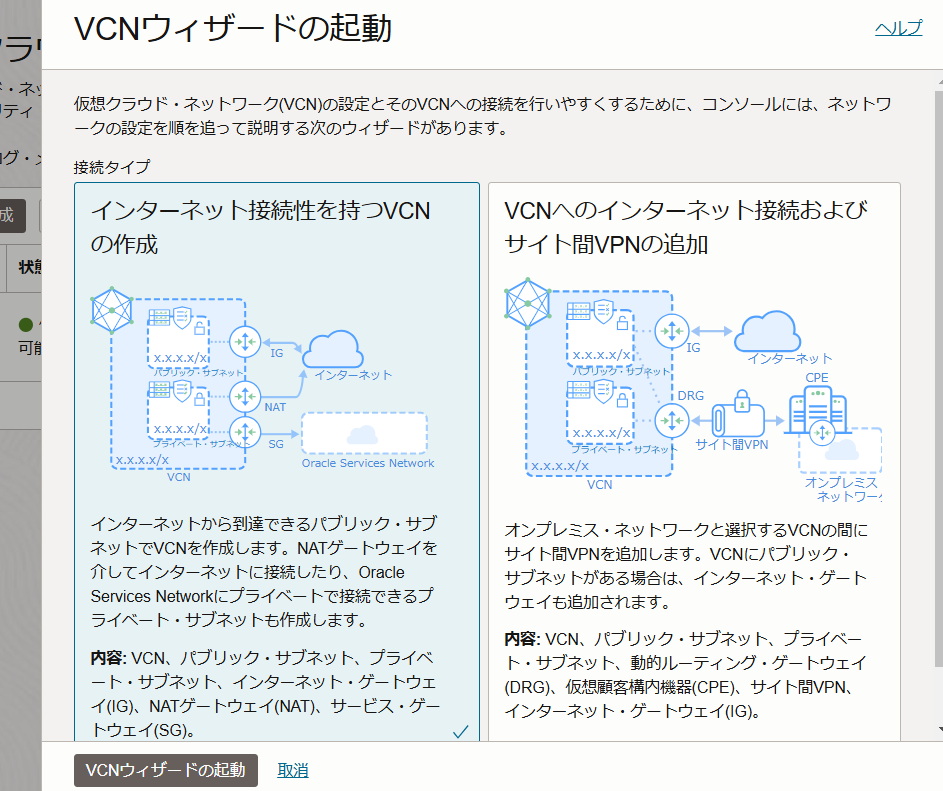 VCNウィザードの起動
ヘルプ
仮想クラウド・ネットワーク(VCN)の設定とそのVCNへの接続を行いやすくするために、コンソールには、ネットワ
ークの設定を順を追って説明する次のウィザードがあります。
接続タイプ
インターネット接続性を持つVCN
の作成
x.x.x.x/x
パブリック・サブネット
x.x.x.x/x
プライベート・サブネット
x.x.x.x/x
VCN
IG
インターネット
NAT
SG
Oracle Services Network
インターネットから到達できるパブリック・サブ
ネットでVCNを作成します。NATゲートウェイを
介してインターネットに接続したり、Oracle
Services Networkにプライベートで接続できるプ
ライベート・サブネットも作成します。
内容: VCN、パブリック・サブネット、プライベ
ート・サブネット、インターネット・ゲートウェ
イ(IG)、NATゲートウェイ(NAT)、サービス・ゲー
トウェイ(SG)。
VCNへのインターネット接続および
サイト間VPNの追加
x.x.x.x/x
パブリック・サブネット
x.x.x.x/x
プライベート・サブネット
x.x.x.x/x
VCN
IG
インターネット
DRG
サイト間VPN
CPE
オンプレミス
ネットワーク
オンプレミス・ネットワークと選択するVCNの間に
サイト間VPNを追加します。VCNにパブリック・
サブネットがある場合は、インターネット・ゲート
ウェイも追加されます。
内容: VCN、パブリック・サブネット、プライベー
ト・サブネット、動的ルーティング・ゲートウェイ
(DRG)、仮想顧客構内機器(CPE)、サイト間VPN、
インターネット・ゲートウェイ(IG)。
VCNウィザードの起動
取消
成
状態
可能